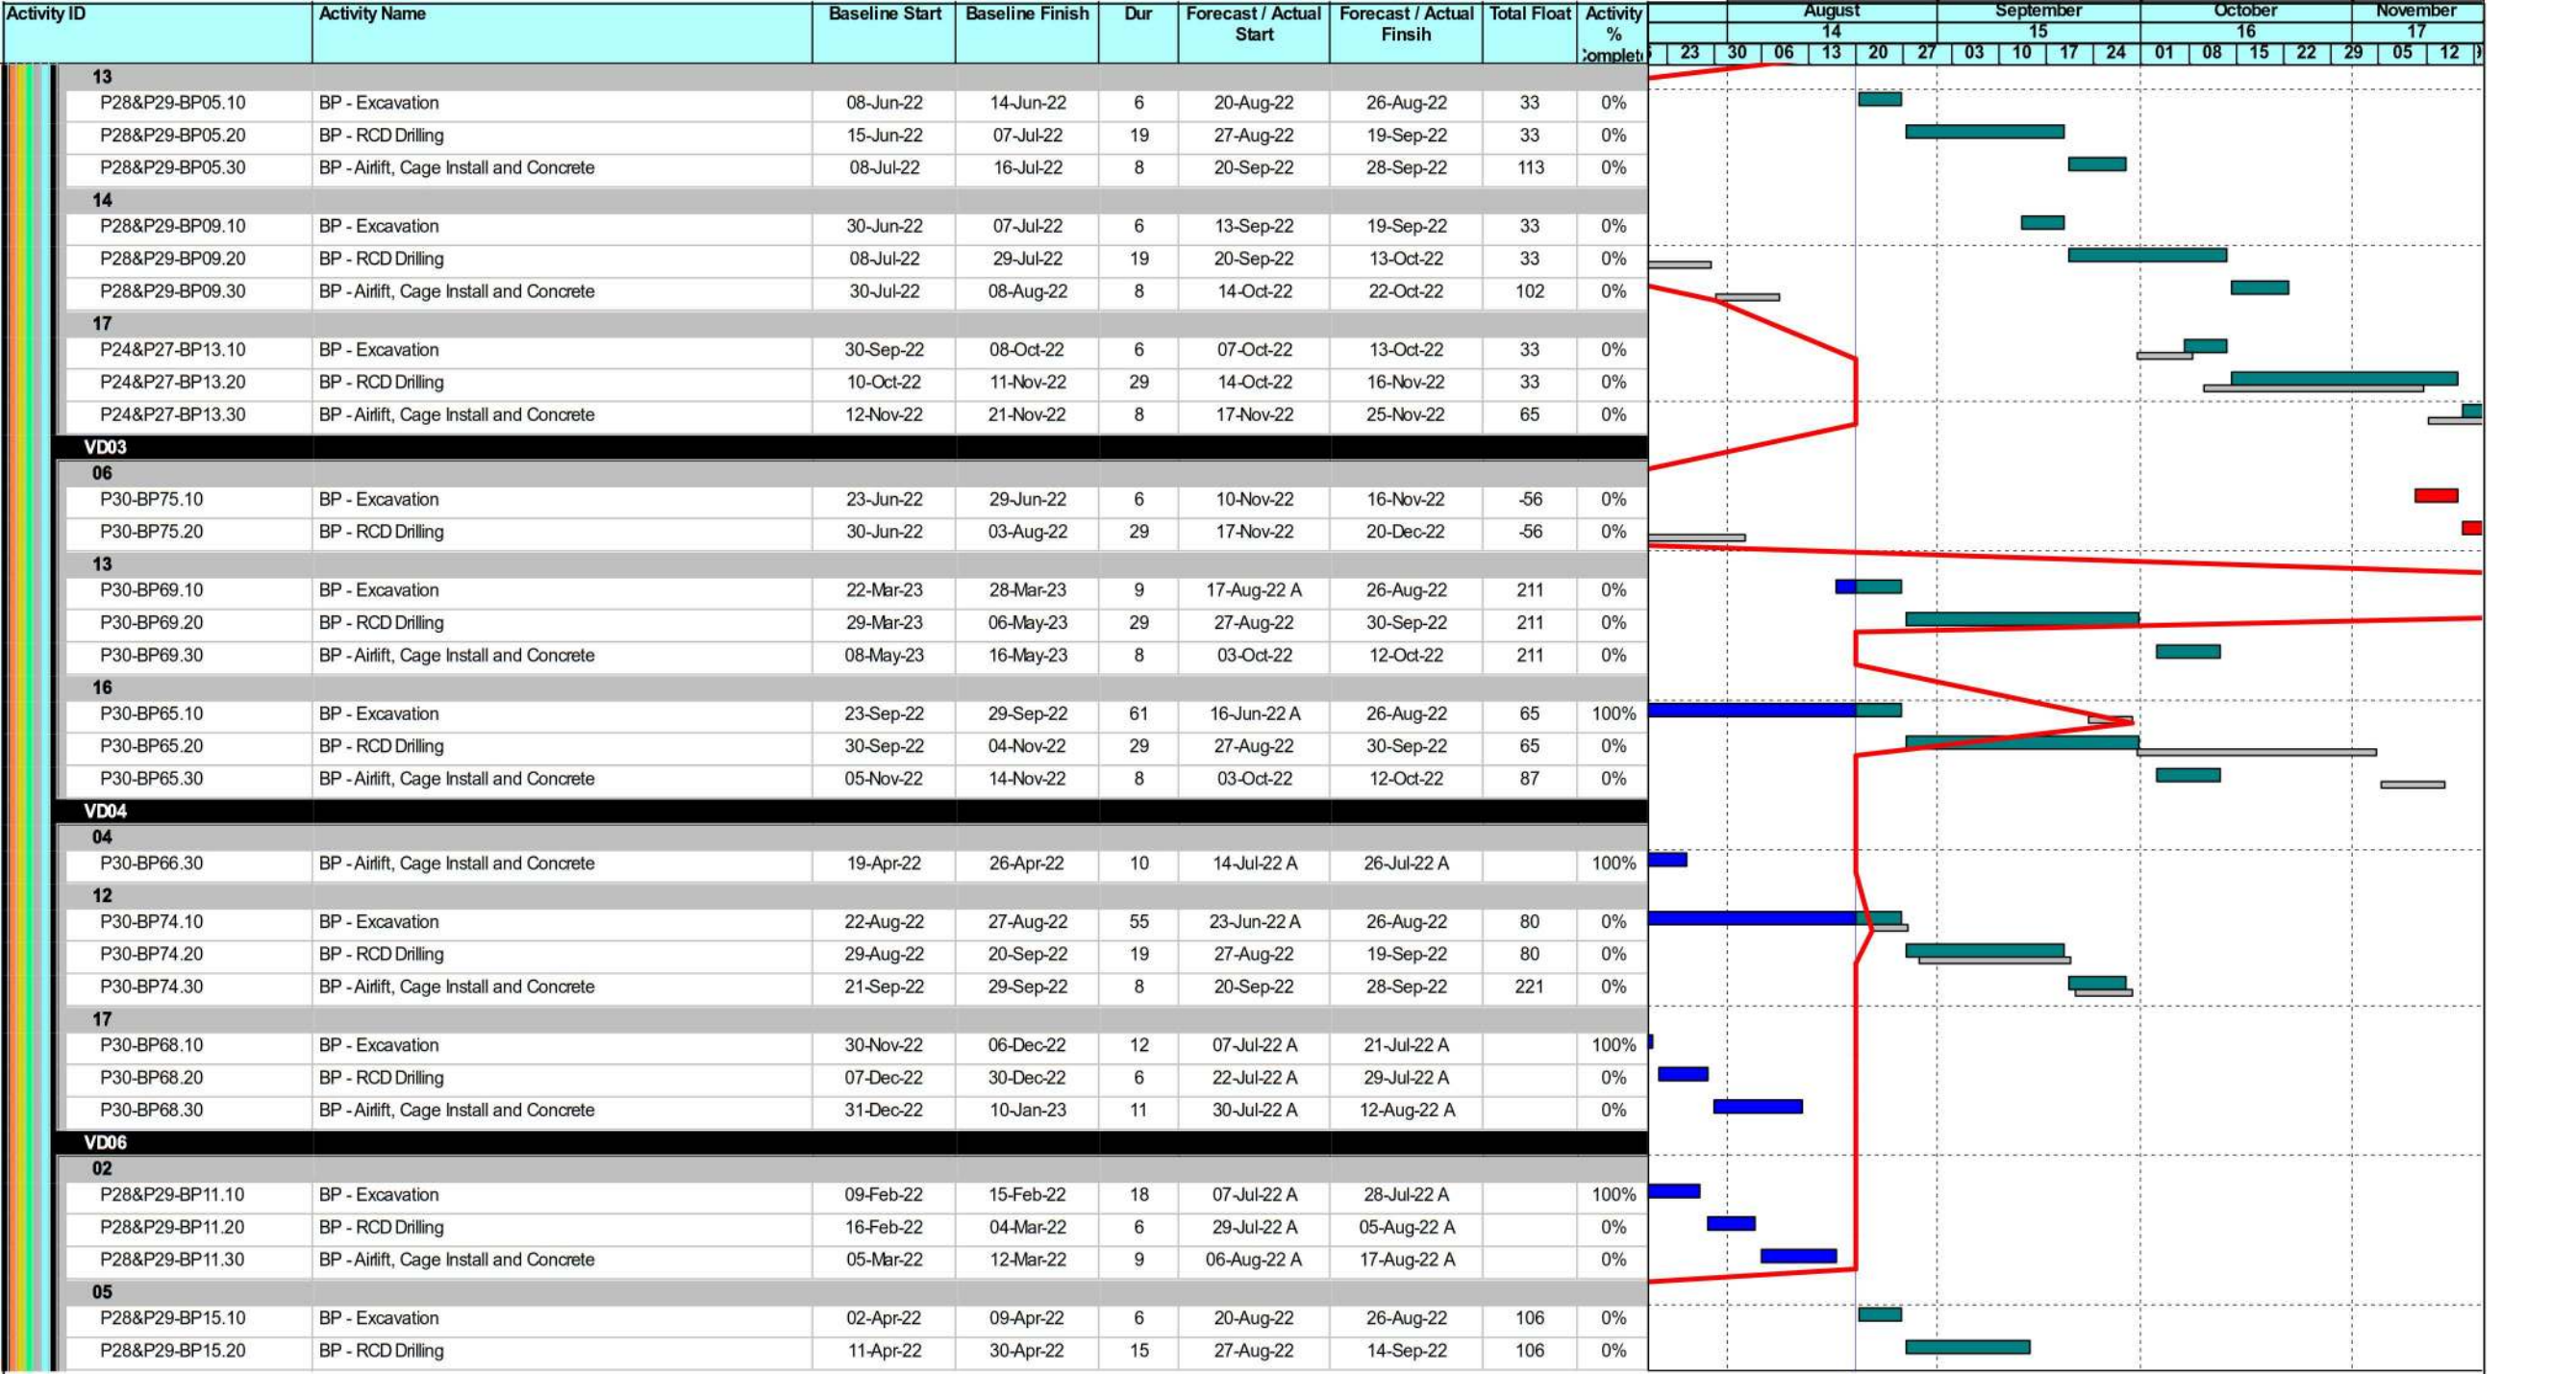 Activity ID Activity Name Baseline Start Baseline Finish Dur Forecast / Actual Start Forecast / Actual Finsih Total Float Activity % Complete August September October November
14 15 16 17
23 30 06 13 20 27 03 10 17 24 01 08 15 22 29 05 12
13
P28&P29-BP05.10 BP - Excavation 08-Jun-22 14-Jun-22 6 20-Aug-22 26-Aug-22 33 0%
P28&P29-BP05.20 BP - RCD Drilling 15-Jun-22 07-Jul-22 19 27-Aug-22 19-Sep-22 33 0%
P28&P29-BP05.30 BP - Airlift, Cage Install and Concrete 08-Jul-22 16-Jul-22 8 20-Sep-22 28-Sep-22 113 0%
14
P28&P29-BP09.10 BP - Excavation 30-Jun-22 07-Jul-22 6 13-Sep-22 19-Sep-22 33 0%
P28&P29-BP09.20 BP - RCD Drilling 08-Jul-22 29-Jul-22 19 20-Sep-22 13-Oct-22 33 0%
P28&P29-BP09.30 BP - Airlift, Cage Install and Concrete 30-Jul-22 08-Aug-22 8 14-Oct-22 22-Oct-22 102 0%
17
P24&P27-BP13.10 BP - Excavation 30-Sep-22 08-Oct-22 6 07-Oct-22 13-Oct-22 33 0%
P24&P27-BP13.20 BP - RCD Drilling 10-Oct-22 11-Nov-22 29 14-Oct-22 16-Nov-22 33 0%
P24&P27-BP13.30 BP - Airlift, Cage Install and Concrete 12-Nov-22 21-Nov-22 8 17-Nov-22 25-Nov-22 65 0%
VD03
06
P30-BP75.10 BP - Excavation 23-Jun-22 29-Jun-22 6 10-Nov-22 16-Nov-22 -56 0%
P30-BP75.20 BP - RCD Drilling 30-Jun-22 03-Aug-22 29 17-Nov-22 20-Dec-22 -56 0%
13
P30-BP69.10 BP - Excavation 22-Mar-23 28-Mar-23 9 17-Aug-22 A 26-Aug-22 211 0%
P30-BP69.20 BP - RCD Drilling 29-Mar-23 06-May-23 29 27-Aug-22 30-Sep-22 211 0%
P30-BP69.30 BP - Airlift, Cage Install and Concrete 08-May-23 16-May-23 8 03-Oct-22 12-Oct-22 211 0%
16
P30-BP65.10 BP - Excavation 23-Sep-22 29-Sep-22 61 16-Jun-22 A 26-Aug-22 65 100%
P30-BP65.20 BP - RCD Drilling 30-Sep-22 04-Nov-22 29 27-Aug-22 30-Sep-22 65 0%
P30-BP65.30 BP - Airlift, Cage Install and Concrete 05-Nov-22 14-Nov-22 8 03-Oct-22 12-Oct-22 87 0%
VD04
04
P30-BP66.30 BP - Airlift, Cage Install and Concrete 19-Apr-22 26-Apr-22 10 14-Jul-22 A 26-Jul-22 A 100%
12
P30-BP74.10 BP - Excavation 22-Aug-22 27-Aug-22 55 23-Jun-22 A 26-Aug-22 80 0%
P30-BP74.20 BP - RCD Drilling 29-Aug-22 20-Sep-22 19 27-Aug-22 19-Sep-22 80 0%
P30-BP74.30 BP - Airlift, Cage Install and Concrete 21-Sep-22 29-Sep-22 8 20-Sep-22 28-Sep-22 221 0%
17
P30-BP68.10 BP - Excavation 30-Nov-22 06-Dec-22 12 07-Jul-22 A 21-Jul-22 A 100%
P30-BP68.20 BP - RCD Drilling 07-Dec-22 30-Dec-22 6 22-Jul-22 A 29-Jul-22 A 0%
P30-BP68.30 BP - Airlift, Cage Install and Concrete 31-Dec-22 10-Jan-23 11 30-Jul-22 A 12-Aug-22 A 0%
VD06
02
P28&P29-BP11.10 BP - Excavation 09-Feb-22 15-Feb-22 18 07-Jul-22 A 28-Jul-22 A 100%
P28&P29-BP11.20 BP - RCD Drilling 16-Feb-22 04-Mar-22 6 29-Jul-22 A 05-Aug-22 A 0%
P28&P29-BP11.30 BP - Airlift, Cage Install and Concrete 05-Mar-22 12-Mar-22 9 06-Aug-22 A 17-Aug-22 A 0%
05
P28&P29-BP15.10 BP - Excavation 02-Apr-22 09-Apr-22 6 20-Aug-22 26-Aug-22 106 0%
P28&P29-BP15.20 BP - RCD Drilling 11-Apr-22 30-Apr-22 15 27-Aug-22 14-Sep-22 106 0%